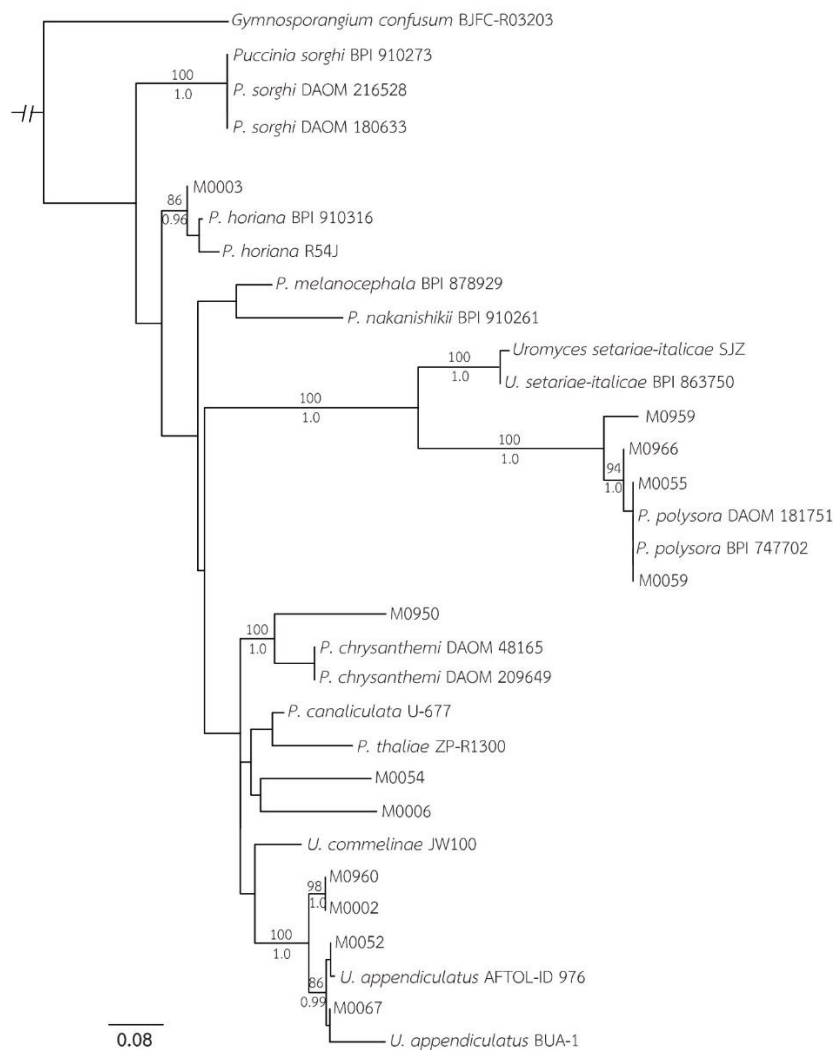 Gymnosporangium confusum BJFC-R03203
Puccinia sorghi BPI 910273
100
P. sorghi DAOM 216528
1.0
P. sorghi DAOM 180633
M0003
86
P. horiana BPI 910316
0.96
P. horiana R54J
P. melanocephala BPI 878929
P. nakanishikii BPI 910261
Uromyces setariae-italicae SJZ
100
1.0
U. setariae-italicae BPI 863750
100
1.0
M0959
100
M0966
1.0
94
M0055
1.0
P. polysora DAOM 181751
P. polysora BPI 747702
M0059
M0950
100
P. chrysanthemi DAOM 48165
1.0
P. chrysanthemi DAOM 209649
P. canaliculata U-677
P. thaliae ZP-R1300
M0054
M0006
U. commelinae JW100
M0960
98
1.0
M0002
100
M0052
1.0
U. appendiculatus AFTOL-ID 976
86
0.99
M0067
U. appendiculatus BUA-1
0.08